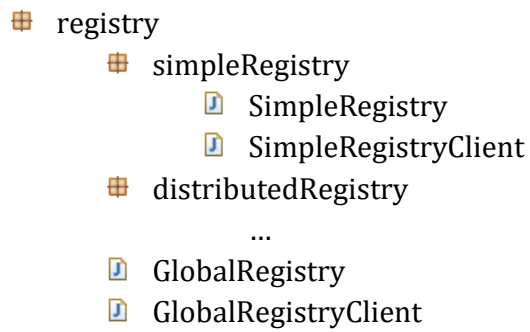 registry
simpleRegistry
SimpleRegistry
SimpleRegistryClient
distributedRegistry
...
GlobalRegistry
GlobalRegistryClient